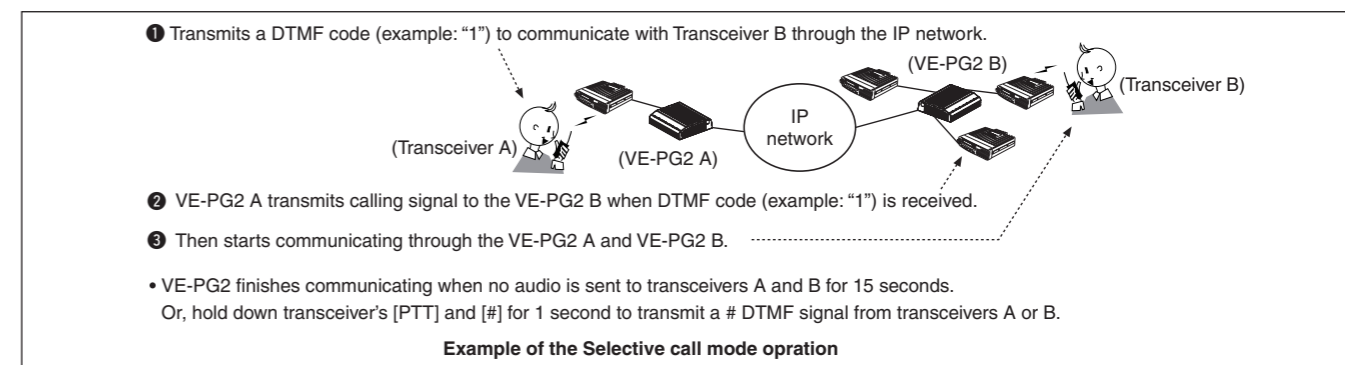 ❶ Transmits a DTMF code (example: “1”) to communicate with Transceiver B through the IP network.
(VE-PG2 B)
(Transceiver B)
IP
network
(Transceiver A)
(VE-PG2 A)
❷ VE-PG2 A transmits calling signal to the VE-PG2 B when DTMF code (example: “1”) is received.
❸ Then starts communicating through the VE-PG2 A and VE-PG2 B.
• VE-PG2 finishes communicating when no audio is sent to transceivers A and B for 15 seconds.
Or, hold down transceiver’s [PTT] and [#] for 1 second to transmit a # DTMF signal from transceivers A or B.
Example of the Selective call mode opration